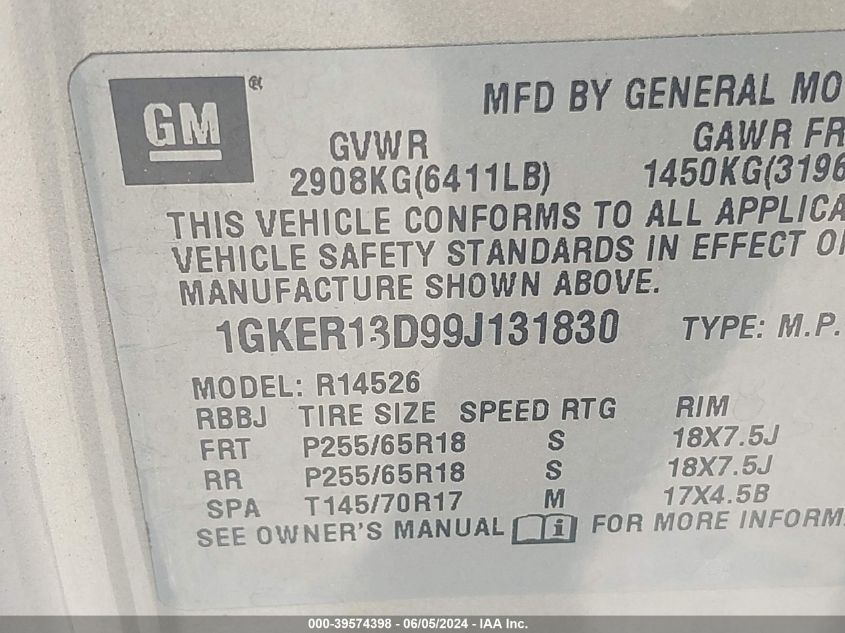 GM ®
MFD BY GENERAL MO
GVWR GAWR FR
2908KG(6411LB) 1450KG(3196
THIS VEHICLE CONFORMS TO ALL APPLICA
VEHICLE SAFETY STANDARDS IN EFFECT O
MANUFACTURE SHOWN ABOVE.
1GKER13D99J131830 TYPE: M.P.
MODEL: R14526
RBBJ TIRE SIZE SPEED RTG RIM
FRT P255/65R18 S 18X7.5J
RR P255/65R18 S 18X7.5J
SPA T145/70R17 M 17X4.5B
SEE OWNER'S MANUAL i FOR MORE INFORM
000-39574398 - 06/05/2024 - IAA Inc.